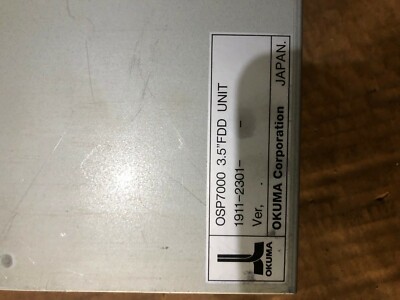 OSP7000 3.5"FDD UNIT
1911-2301- -
Ver,
OKUMA Corporation JAPAN.
OKUMA